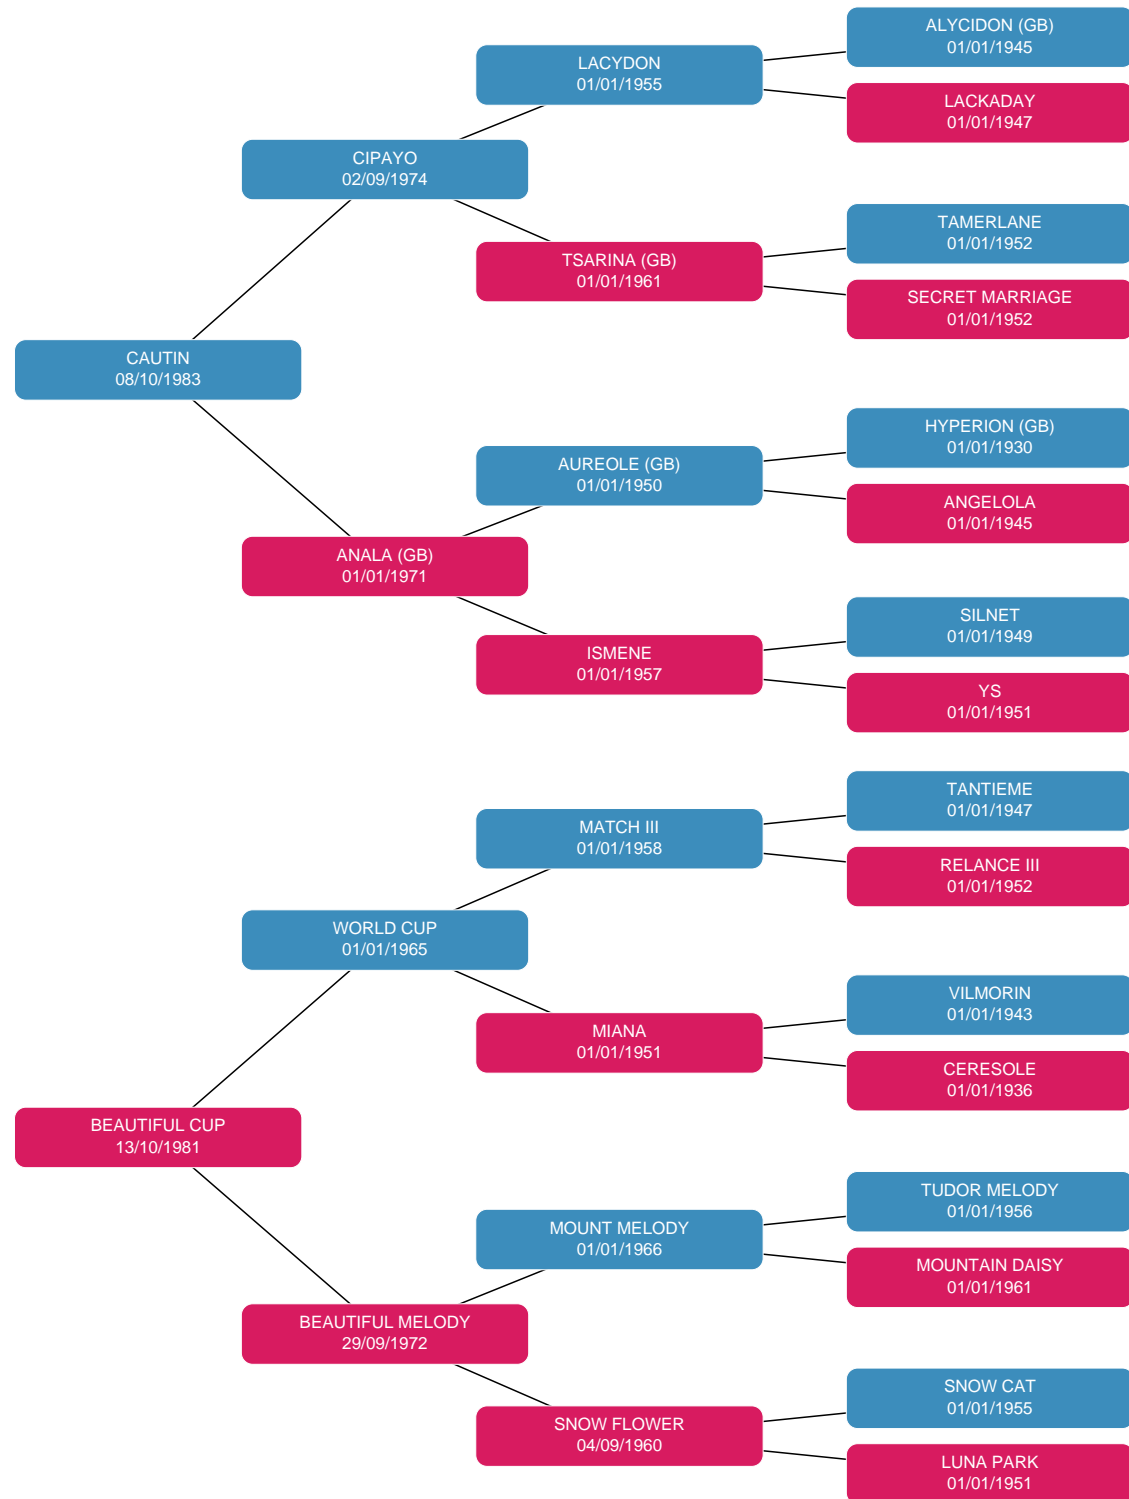 ALYCIDON (GB)
01/01/1945
LACYDON
01/01/1955
LACKADAY
01/01/1947
CIPAYO
02/09/1974
TAMERLANE
01/01/1952
TSARINA (GB)
01/01/1961
SECRET MARRIAGE
01/01/1952
CAUTIN
08/10/1983
HYPERION (GB)
01/01/1930
AUREOLE (GB)
01/01/1950
ANGELOLA
01/01/1945
ANALA (GB)
01/01/1971
SILNET
01/01/1949
ISMENE
01/01/1957
YS
01/01/1951
TANTIEME
01/01/1947
MATCH III
01/01/1958
RELANCE III
01/01/1952
WORLD CUP
01/01/1965
VILMORIN
01/01/1943
MIANA
01/01/1951
CERESOLE
01/01/1936
BEAUTIFUL CUP
13/10/1981
TUDOR MELODY
01/01/1956
MOUNT MELODY
01/01/1966
MOUNTAIN DAISY
01/01/1961
BEAUTIFUL MELODY
29/09/1972
SNOW CAT
01/01/1955
SNOW FLOWER
04/09/1960
LUNA PARK
01/01/1951